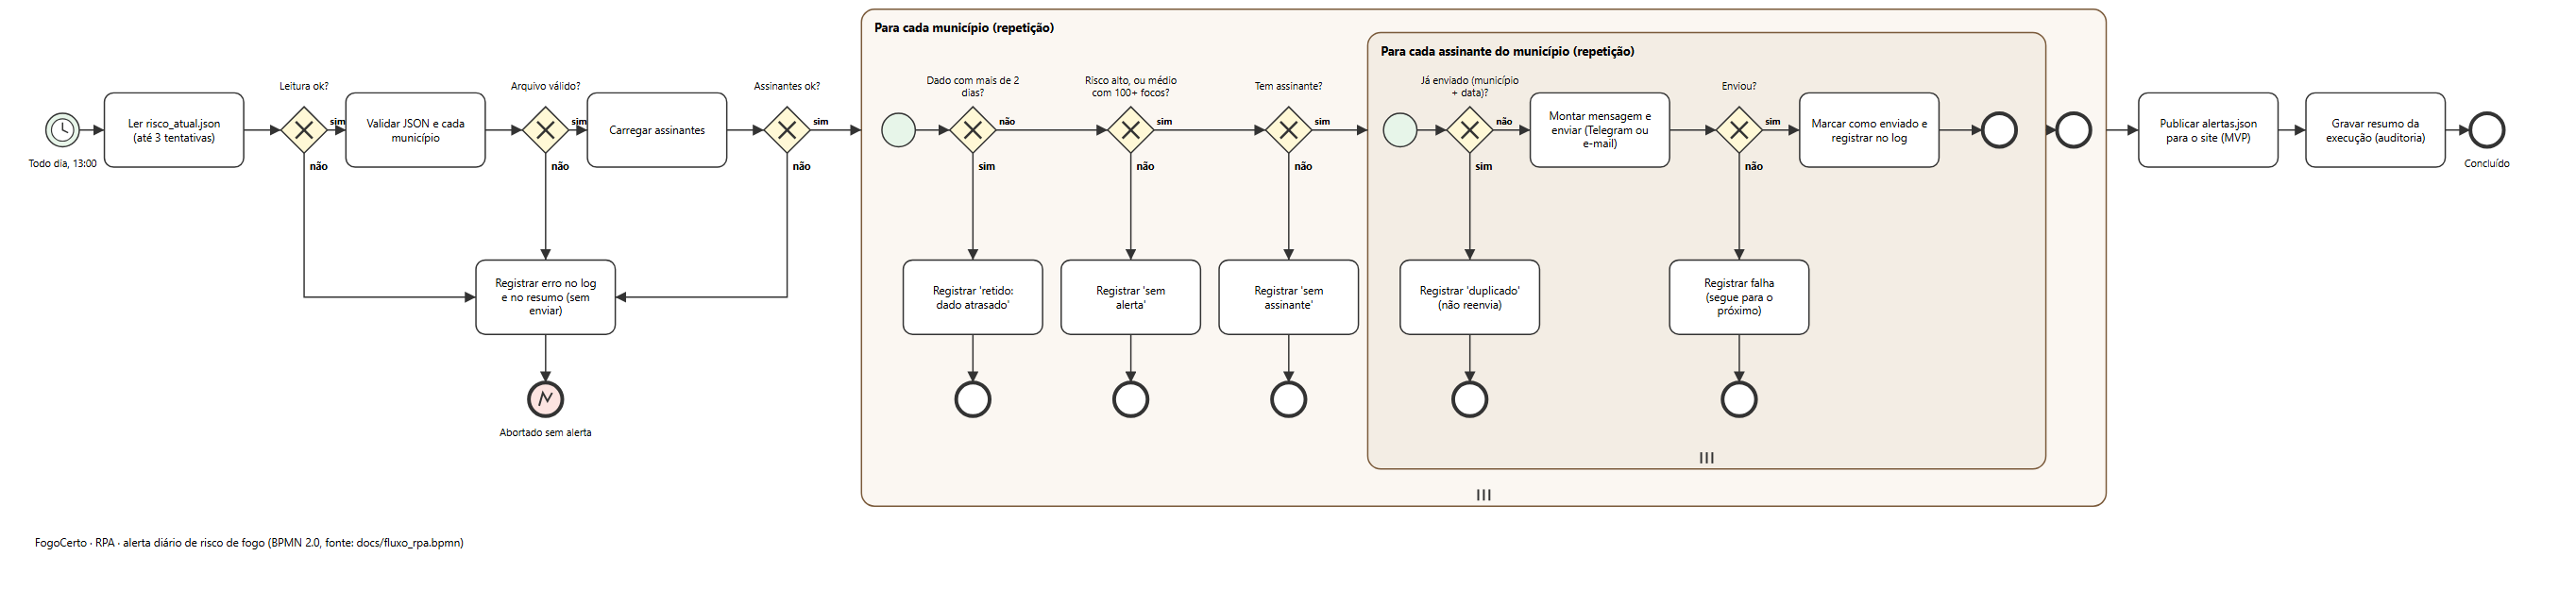 Para cada município (repetição)
Para cada assinante do município (repetição)
Todo dia, 13:00
Ler risco_atual.json
(até 3 tentativas)
Leitura ok?
sim
não
Validar JSON e cada
município
Arquivo válido?
sim
não
Carregar assinantes
Assinantes ok?
sim
não
Registrar erro no log
e no resumo (sem
enviar)
Abortado sem alerta
Dado com mais de 2
dias?
não
sim
Registrar 'retido:
dado atrasado'
Risco alto, ou médio
com 100+ focos?
sim
não
Registrar 'sem
alerta'
Tem assinante?
sim
não
Registrar 'sem
assinante'
Já enviado (município
+ data)?
não
sim
Registrar 'duplicado'
(não reenvia)
Montar mensagem e
enviar (Telegram ou
e-mail)
Enviou?
sim
não
Registrar falha
(segue para o
próximo)
Marcar como enviado e
registrar no log
Publicar alertas.json
para o site (MVP)
Gravar resumo da
execução (auditoria)
Concluído
FogoCerto · RPA · alerta diário de risco de fogo (BPMN 2.0, fonte: docs/fluxo_rpa.bpmn)